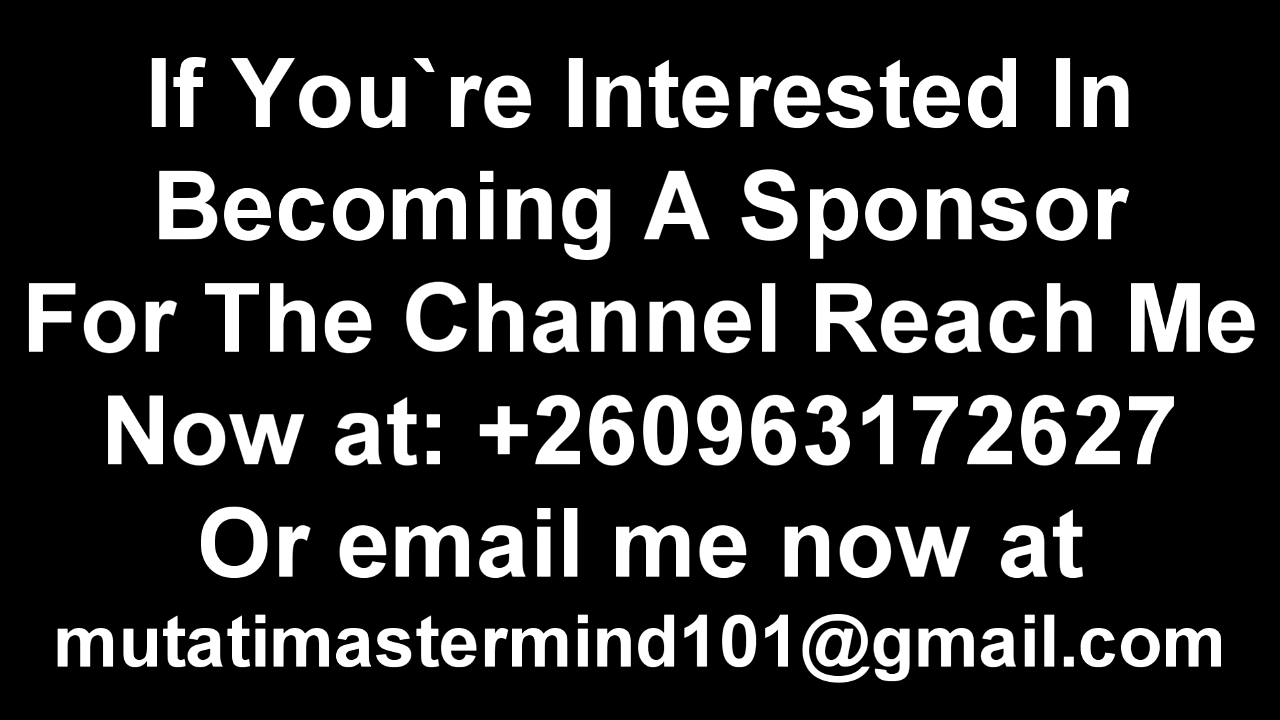 If You`re Interested In
Becoming A Sponsor
For The Channel Reach Me
Now at: +260963172627
Or email me now at
mutatimastermind101@gmail.com